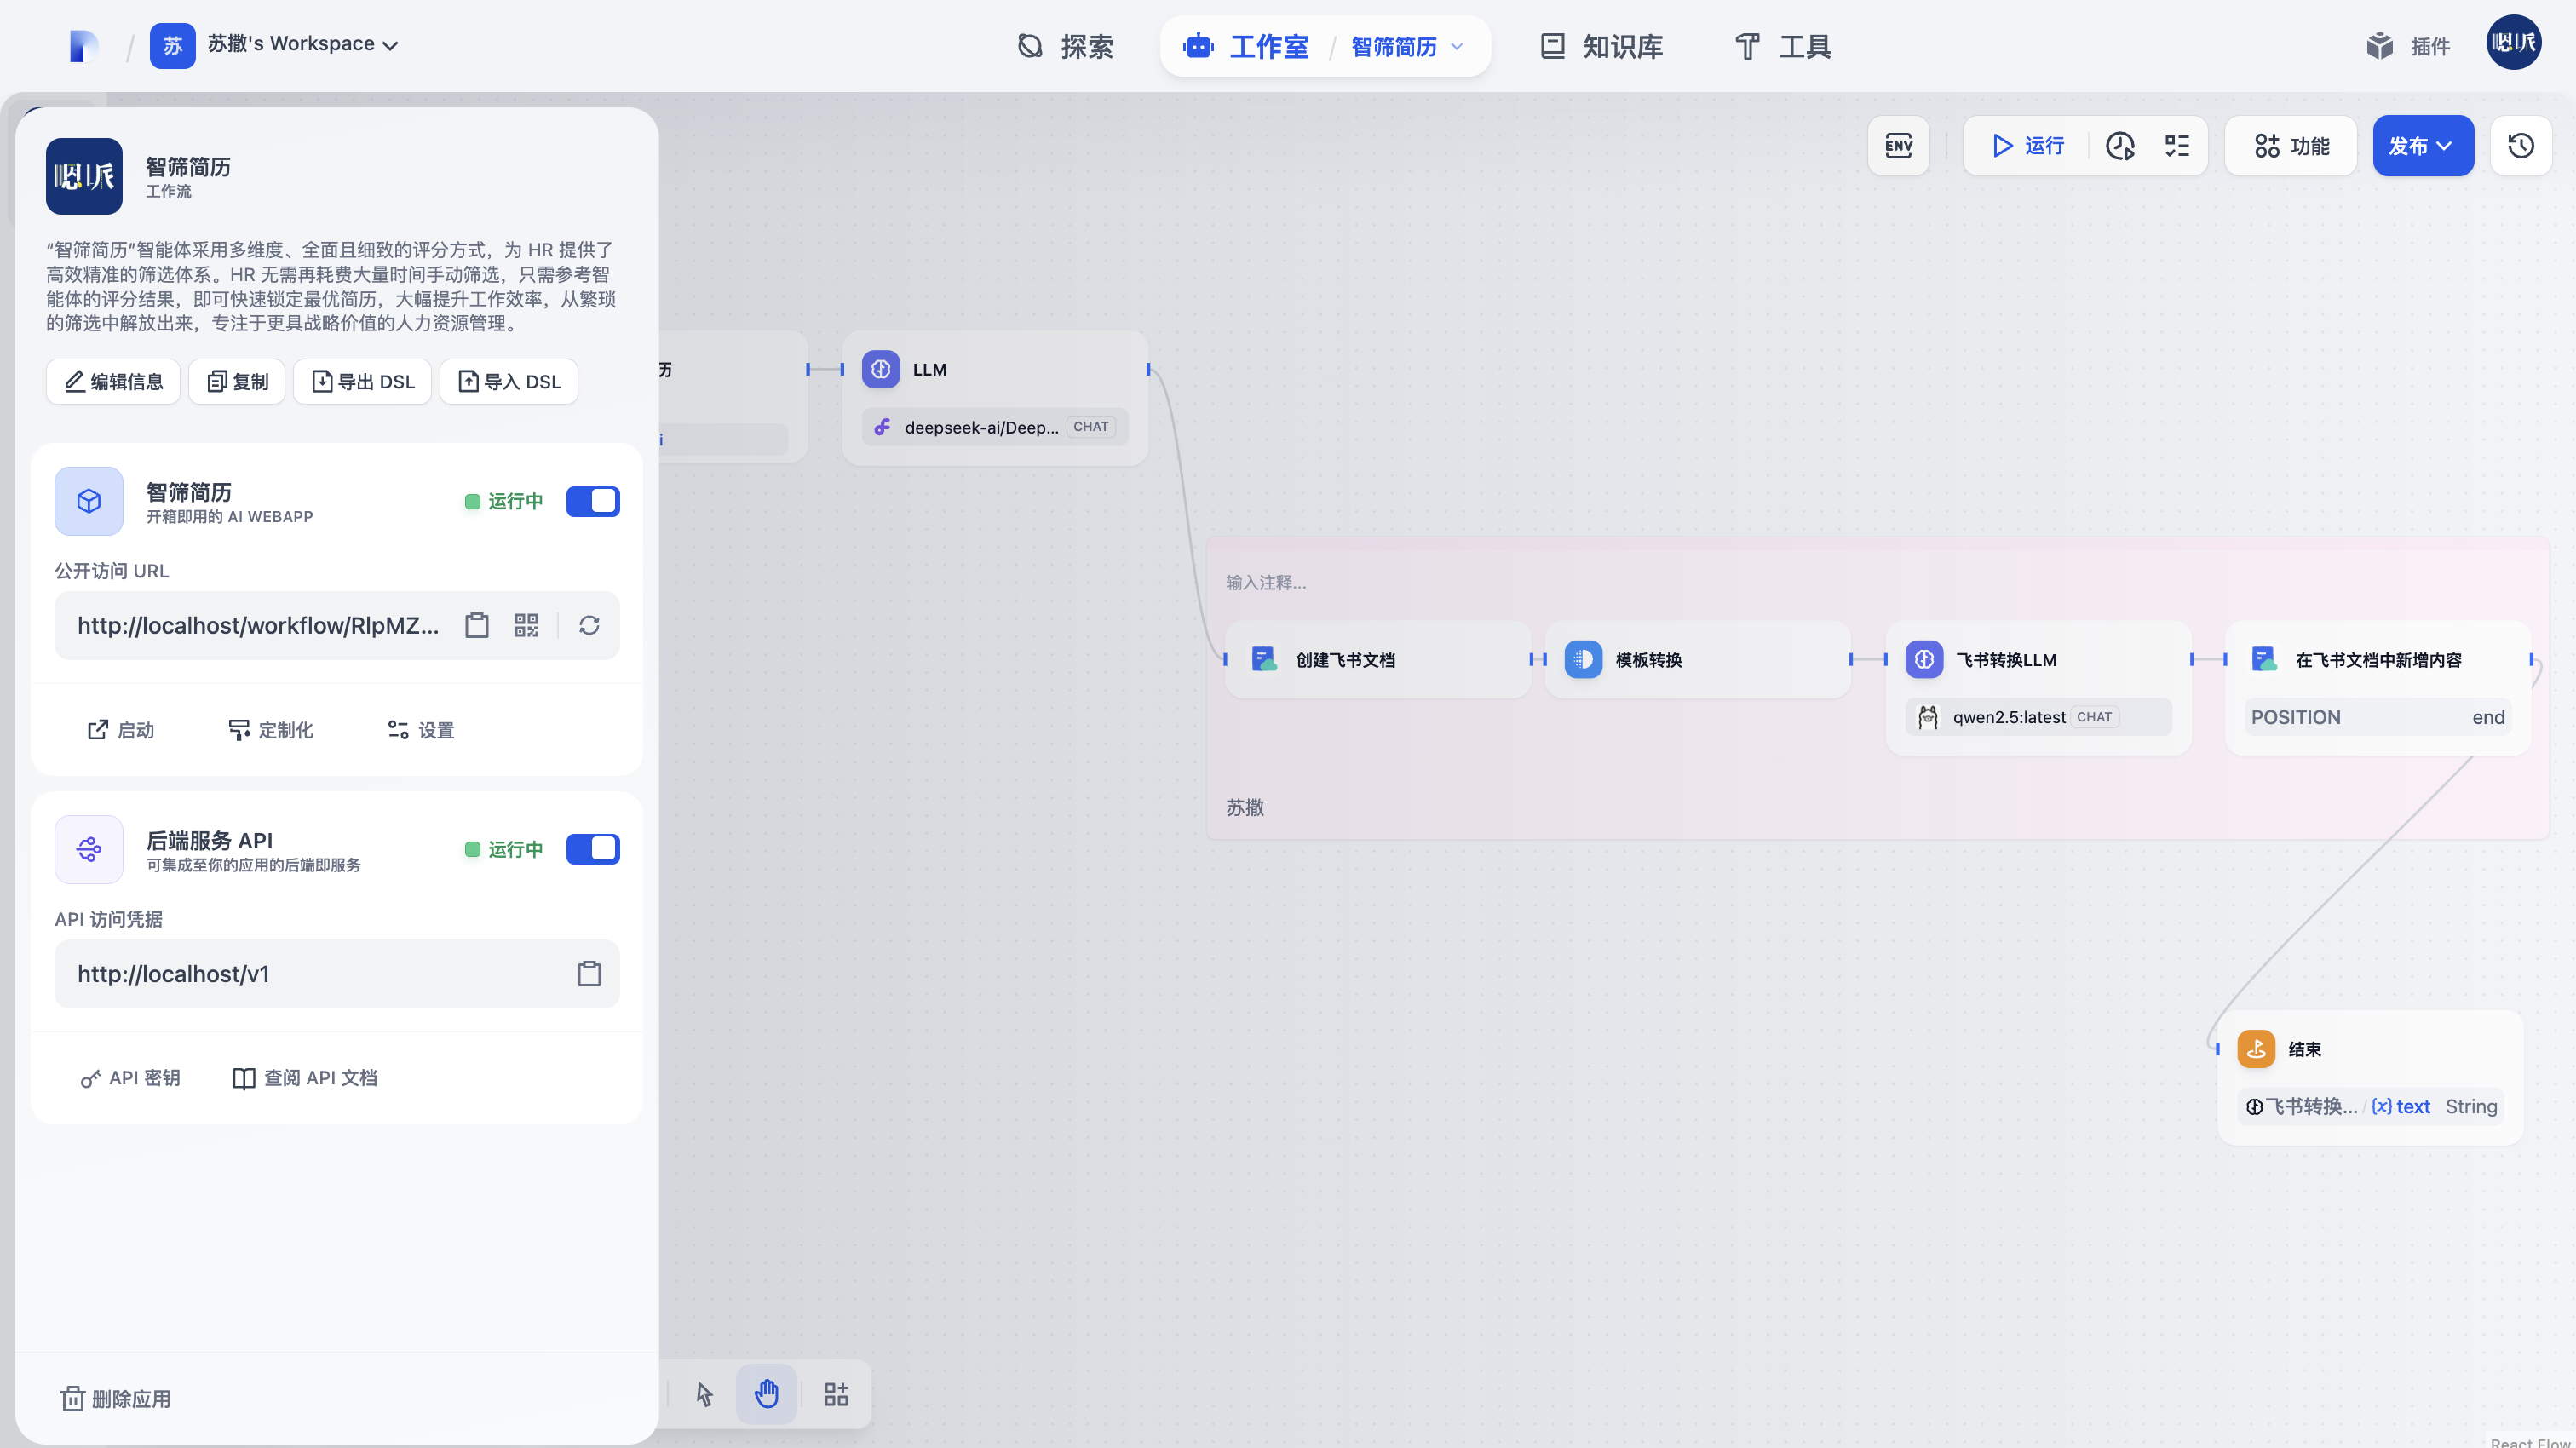 苏
苏撒's Workspace
探索
工作室
智筛简历
知识库
工具
插件
嗯哌
嗯哌
智筛简历
工作流
“智筛简历”智能体采用多维度、全面且细致的评分方式，为 HR 提供了
高效精准的筛选体系。HR 无需再耗费大量时间手动筛选，只需参考智
能体的评分结果，即可快速锁定最优简历，大幅提升工作效率，从繁琐
的筛选中解放出来，专注于更具战略价值的人力资源管理。
编辑信息
复制
导出 DSL
导入 DSL
智筛简历
开箱即用的 AI WEBAPP
运行中
公开访问 URL
http://localhost/workflow/RlpMZ...
启动
定制化
设置
后端服务 API
可集成至你的应用的后端即服务
运行中
API 访问凭据
http://localhost/v1
API 密钥
查阅 API 文档
删除应用
ENV
运行
功能
发布
历
i
LLM
deepseek-ai/Deep...
CHAT
输入注释...
创建飞书文档
模板转换
飞书转换LLM
qwen2.5:latest
CHAT
在飞书文档中新增内容
POSITION
end
苏撒
结束
飞书转换... / {x} text String
React Flow